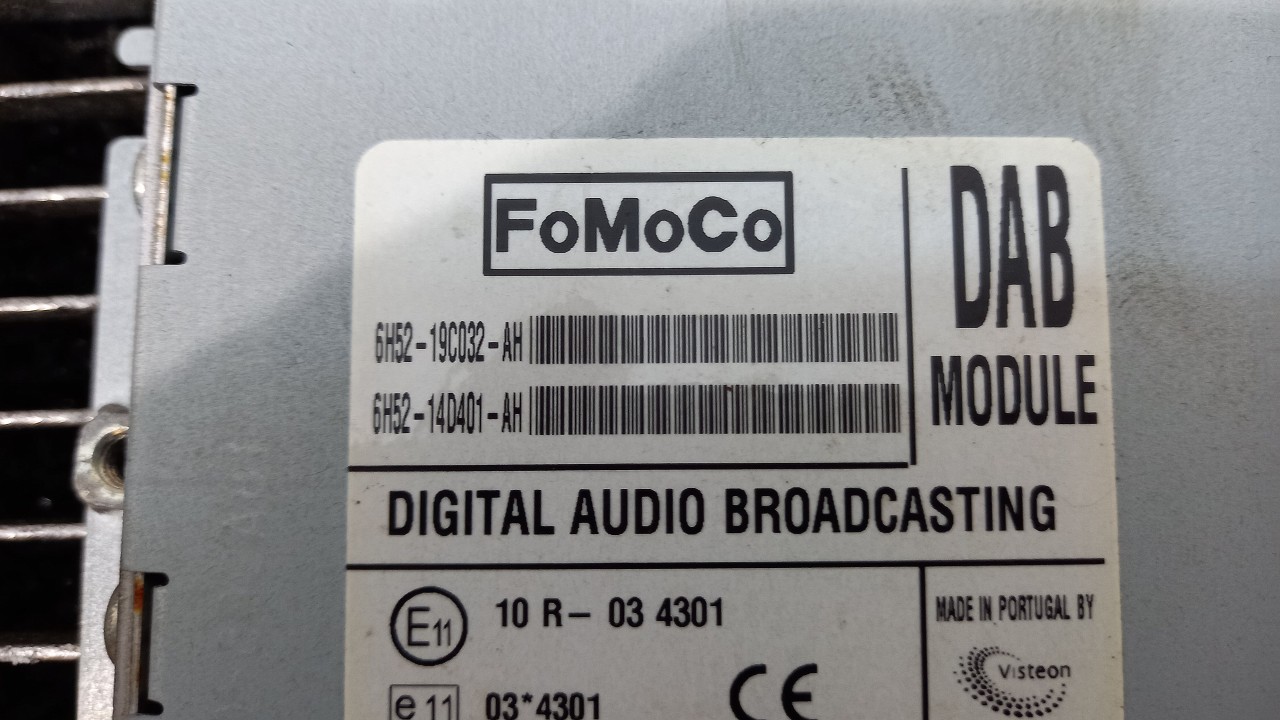 FoMoCo
6H52-19C032-AH
6H52-14D401-AH
DAB
MODULE
DIGITAL AUDIO BROADCASTING
E11 10 R- 03 4301
e 11 03*4301
CE
MADE IN PORTUGAL BY
Visteon